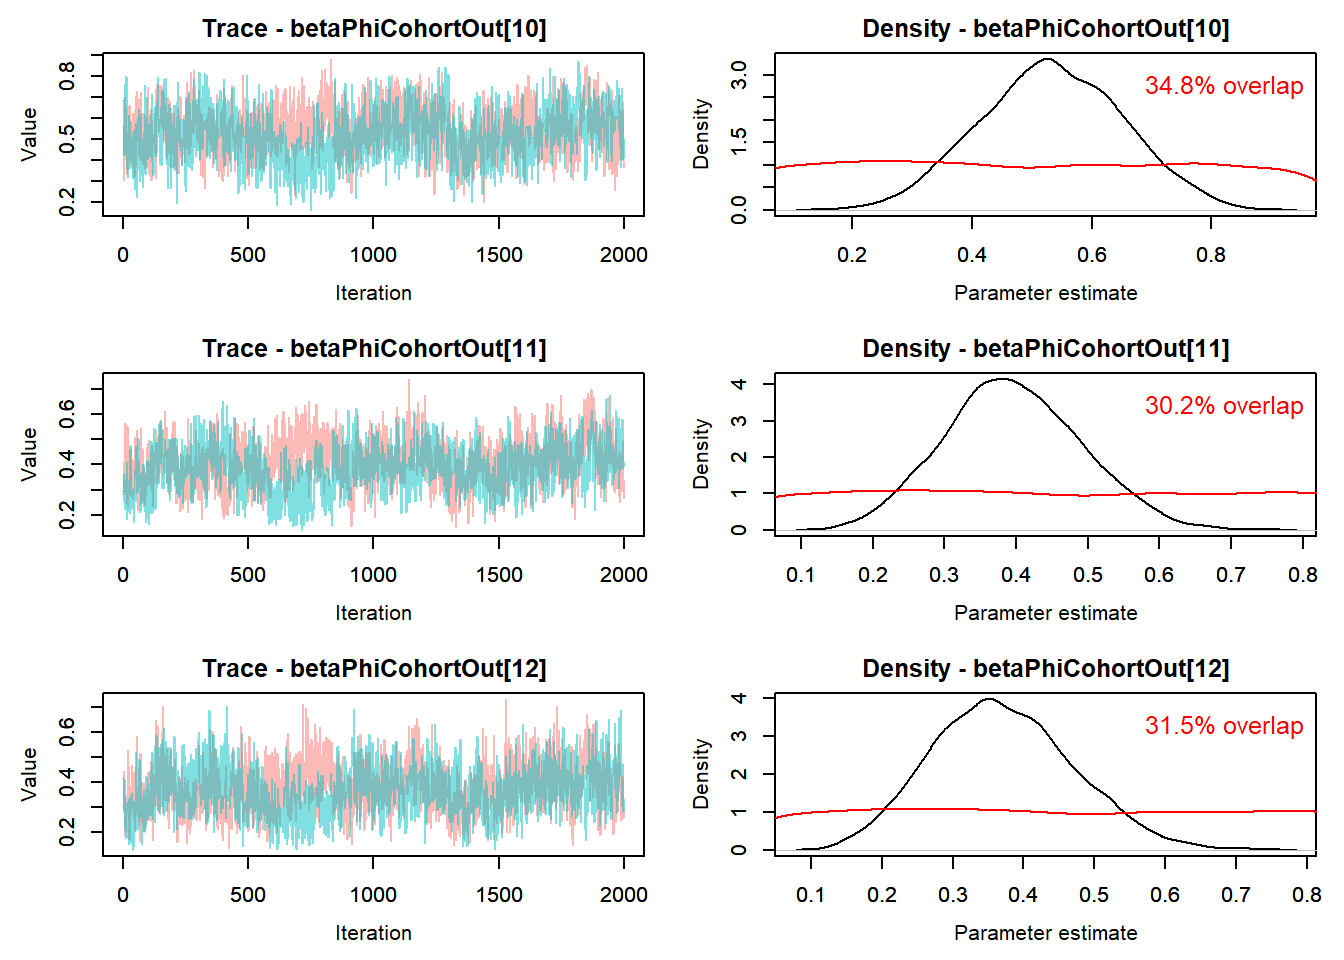 Trace - betaPhiCohortOut[10]
Value
0.2 0.5 0.8
0 500 1000 1500 2000
Iteration
Density - betaPhiCohortOut[10]
34.8% overlap
Density
0.0 1.5 3.0
0.2 0.4 0.6 0.8
Parameter estimate
Trace - betaPhiCohortOut[11]
Value
0.2 0.4 0.6
0 500 1000 1500 2000
Iteration
Density - betaPhiCohortOut[11]
30.2% overlap
Density
0 1 2 3 4
0.1 0.2 0.3 0.4 0.5 0.6 0.7 0.8
Parameter estimate
Trace - betaPhiCohortOut[12]
Value
0.2 0.4 0.6
0 500 1000 1500 2000
Iteration
Density - betaPhiCohortOut[12]
31.5% overlap
Density
0 1 2 3 4
0.1 0.2 0.3 0.4 0.5 0.6 0.7 0.8
Parameter estimate